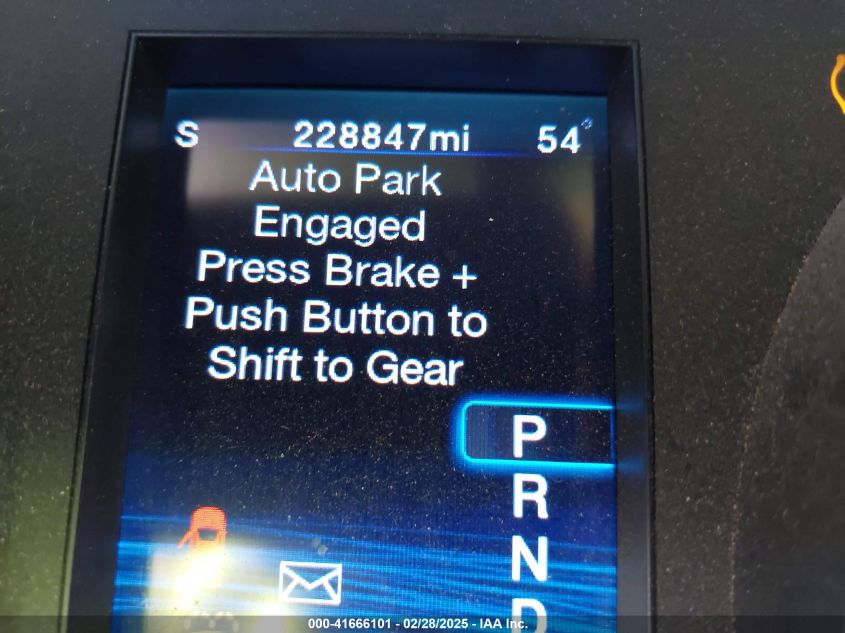 S 228847mi 54°
Auto Park
Engaged
Press Brake +
Push Button to
Shift to Gear
P
R
N
D
000-41666101 - 02/28/2025 - IAA Inc.